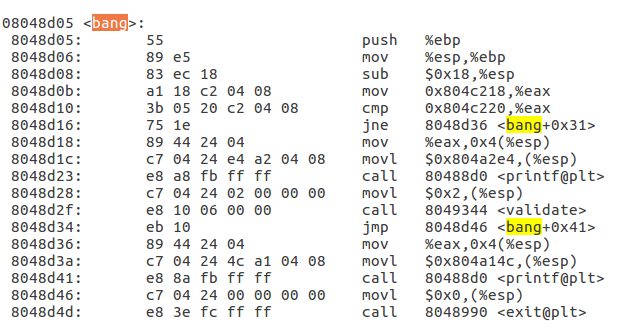 08048d05 <bang>:
8048d05: 55 push %ebp
8048d06: 89 e5 mov %esp,%ebp
8048d08: 83 ec 18 sub $0x18,%esp
8048d0b: a1 18 c2 04 08 mov 0x804c218,%eax
8048d10: 3b 05 20 c2 04 08 cmp 0x804c220,%eax
8048d16: 75 1e jne 8048d36 <bang+0x31>
8048d18: 89 44 24 04 mov %eax,0x4(%esp)
8048d1c: c7 04 24 e4 a2 04 08 movl $0x804a2e4,(%esp)
8048d23: e8 a8 fb ff ff call 80488d0 <printf@plt>
8048d28: c7 04 24 02 00 00 00 movl $0x2,(%esp)
8048d2f: e8 10 06 00 00 call 8049344 <validate>
8048d34: eb 10 jmp 8048d46 <bang+0x41>
8048d36: 89 44 24 04 mov %eax,0x4(%esp)
8048d3a: c7 04 24 4c a1 04 08 movl $0x804a14c,(%esp)
8048d41: e8 8a fb ff ff call 80488d0 <printf@plt>
8048d46: c7 04 24 00 00 00 00 movl $0x0,(%esp)
8048d4d: e8 3e fc ff ff call 8048990 <exit@plt>